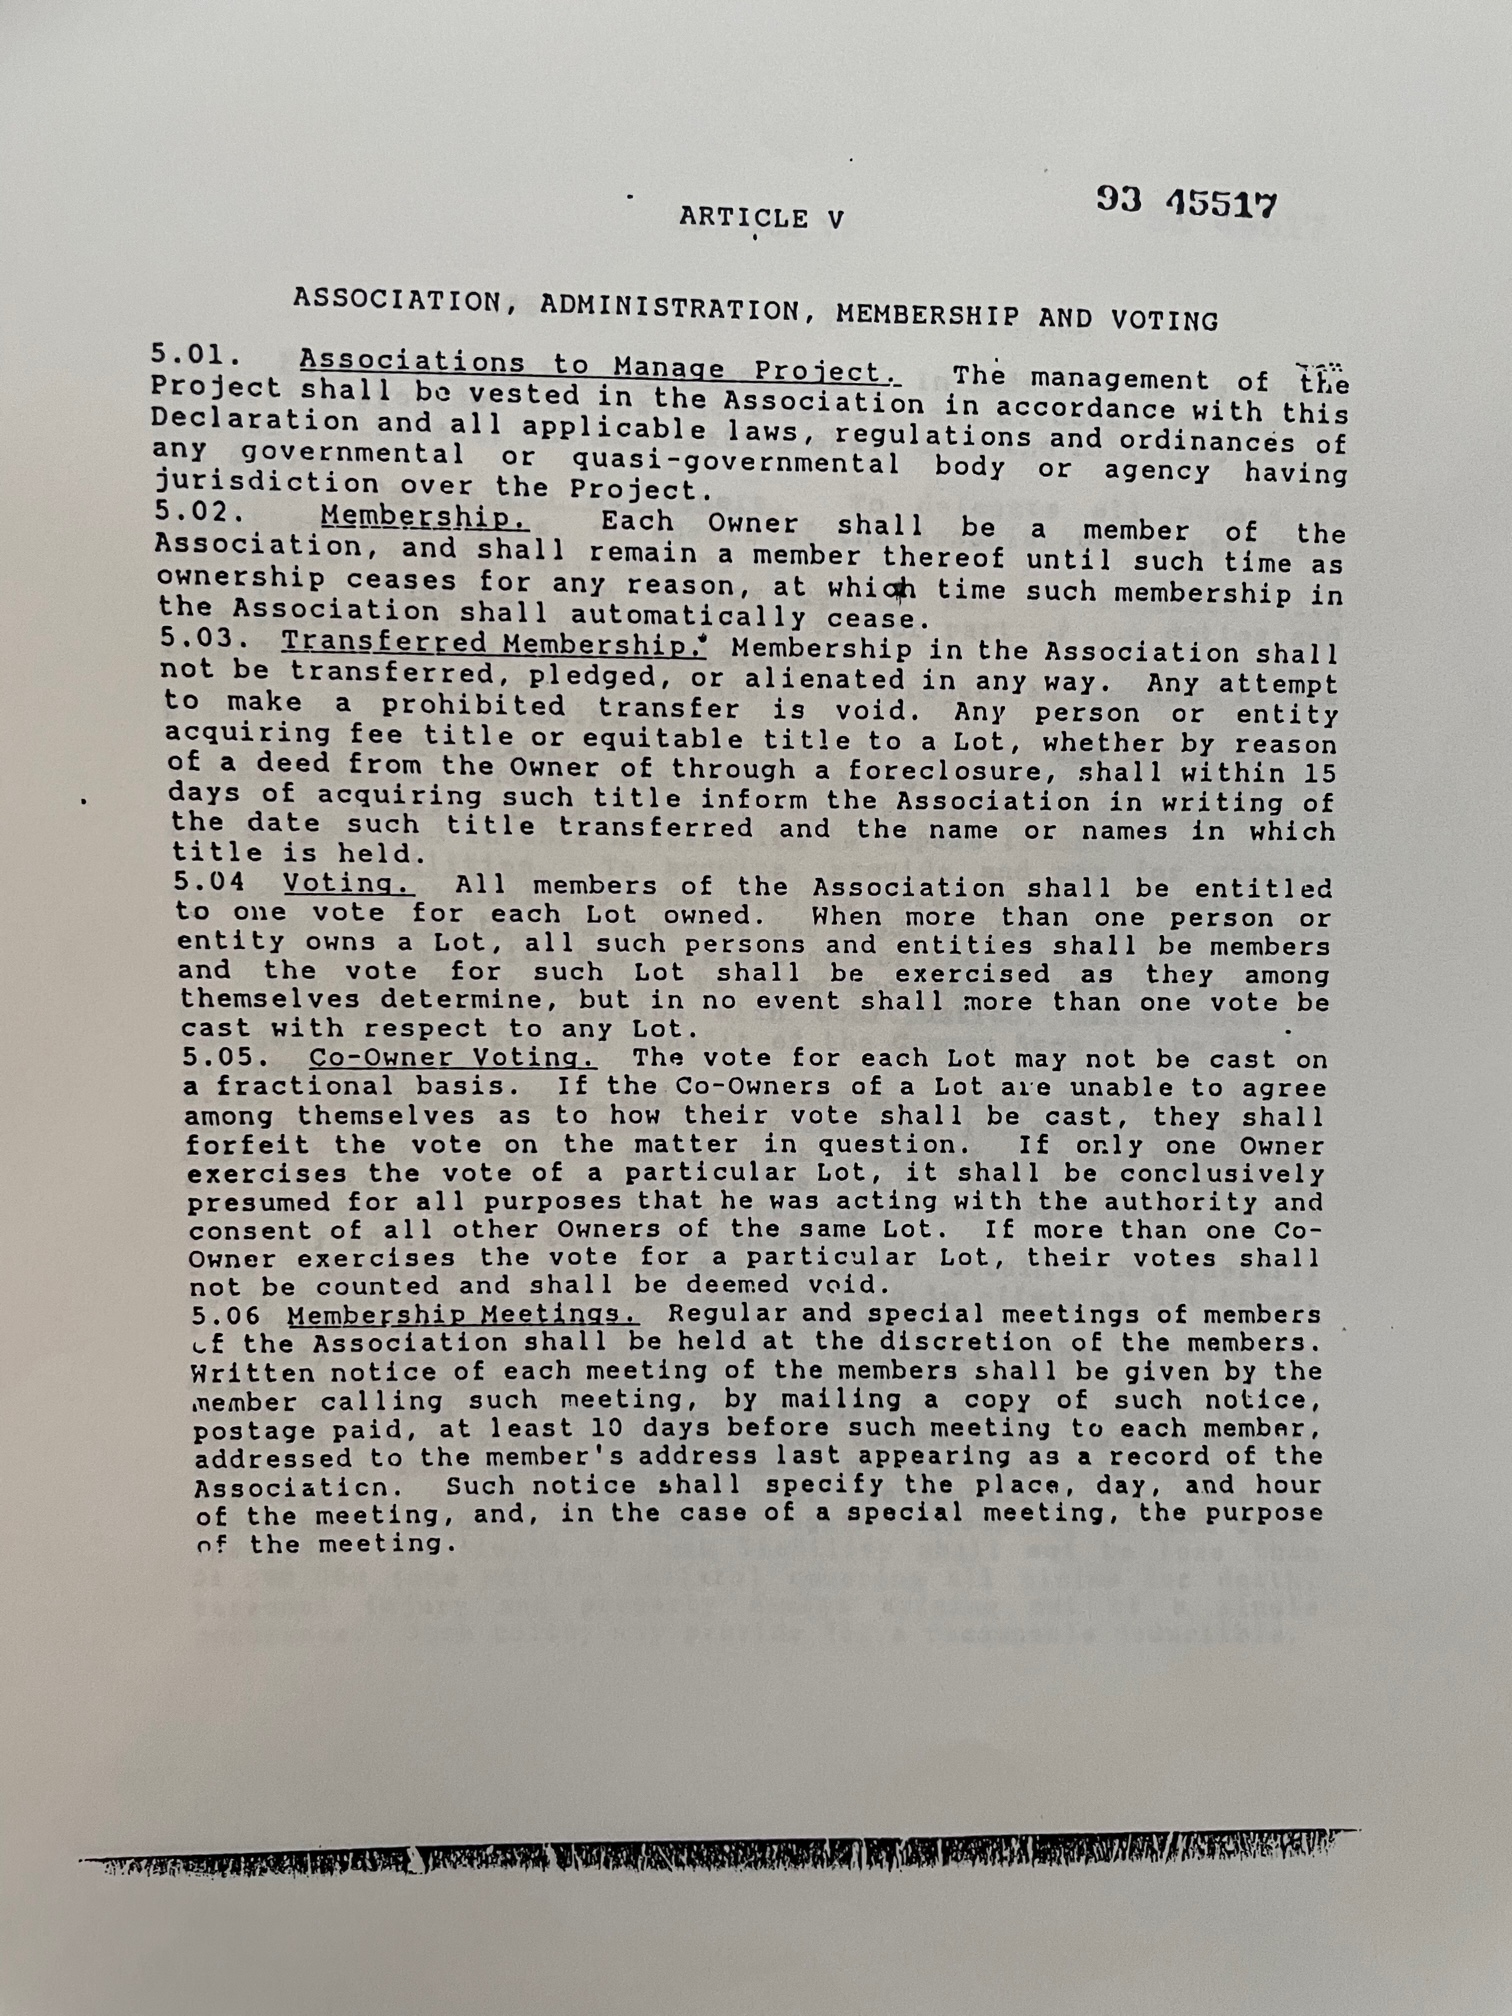 93 45517
ARTICLE V
ASSOCIATION, ADMINISTRATION, MEMBERSHIP AND VOTING
5.01. Associations to Manage Project. The management of the
Project shall be vested in the Association in accordance with this
Declaration and all applicable laws, regulations and ordinances of
any governmental or quasi-governmental body or agency having
jurisdiction over the Project.
5.02. Membership. Each Owner shall be a member of the
Association, and shall remain a member thereof until such time as
ownership ceases for any reason, at which time such membership in
the Association shall automatically cease.
5.03. Transferred Membership. Membership in the Association shall
not be transferred, pledged, or alienated in any way. Any attempt
to make a prohibited transfer is void. Any person or entity
acquiring fee title or equitable title to a Lot, whether by reason
of a deed from the Owner of through a foreclosure, shall within 15
days of acquiring such title inform the Association in writing of
the date such title transferred and the name or names in which
title is held.
5.04 Voting. All members of the Association shall be entitled
to one vote for each Lot owned. When more than one person or
entity owns a Lot, all such persons and entities shall be members
and the vote for such Lot shall be exercised as they among
themselves determine, but in no event shall more than one vote be
cast with respect to any Lot.
5.05. Co-Owner Voting. The vote for each Lot may not be cast on
a fractional basis. If the Co-Owners of a Lot are unable to agree
among themselves as to how their vote shall be cast, they shall
forfeit the vote on the matter in question. If only one Owner
exercises the vote of a particular Lot, it shall be conclusively
presumed for all purposes that he was acting with the authority and
consent of all other Owners of the same Lot. If more than one Co-
Owner exercises the vote for a particular Lot, their votes shall
not be counted and shall be deemed void.
5.06 Membership Meetings. Regular and special meetings of members
of the Association shall be held at the discretion of the members.
Written notice of each meeting of the members shall be given by the
member calling such meeting, by mailing a copy of such notice,
postage paid, at least 10 days before such meeting to each member,
addressed to the member's address last appearing as a record of the
Association. Such notice shall specify the place, day, and hour
of the meeting, and, in the case of a special meeting, the purpose
of the meeting.